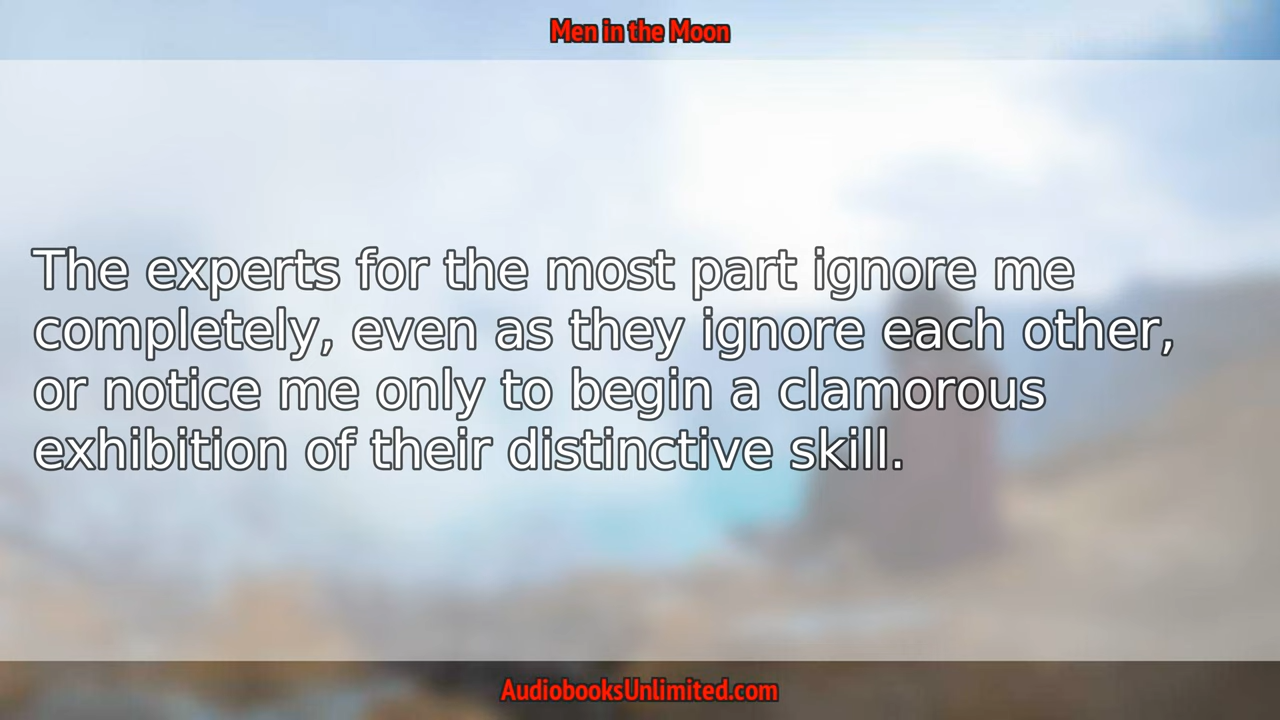 Men in the Moon
The experts for the most part ignore me
completely, even as they ignore each other,
or notice me only to begin a clamorous
exhibition of their distinctive skill.
AudiobooksUnlimited.com